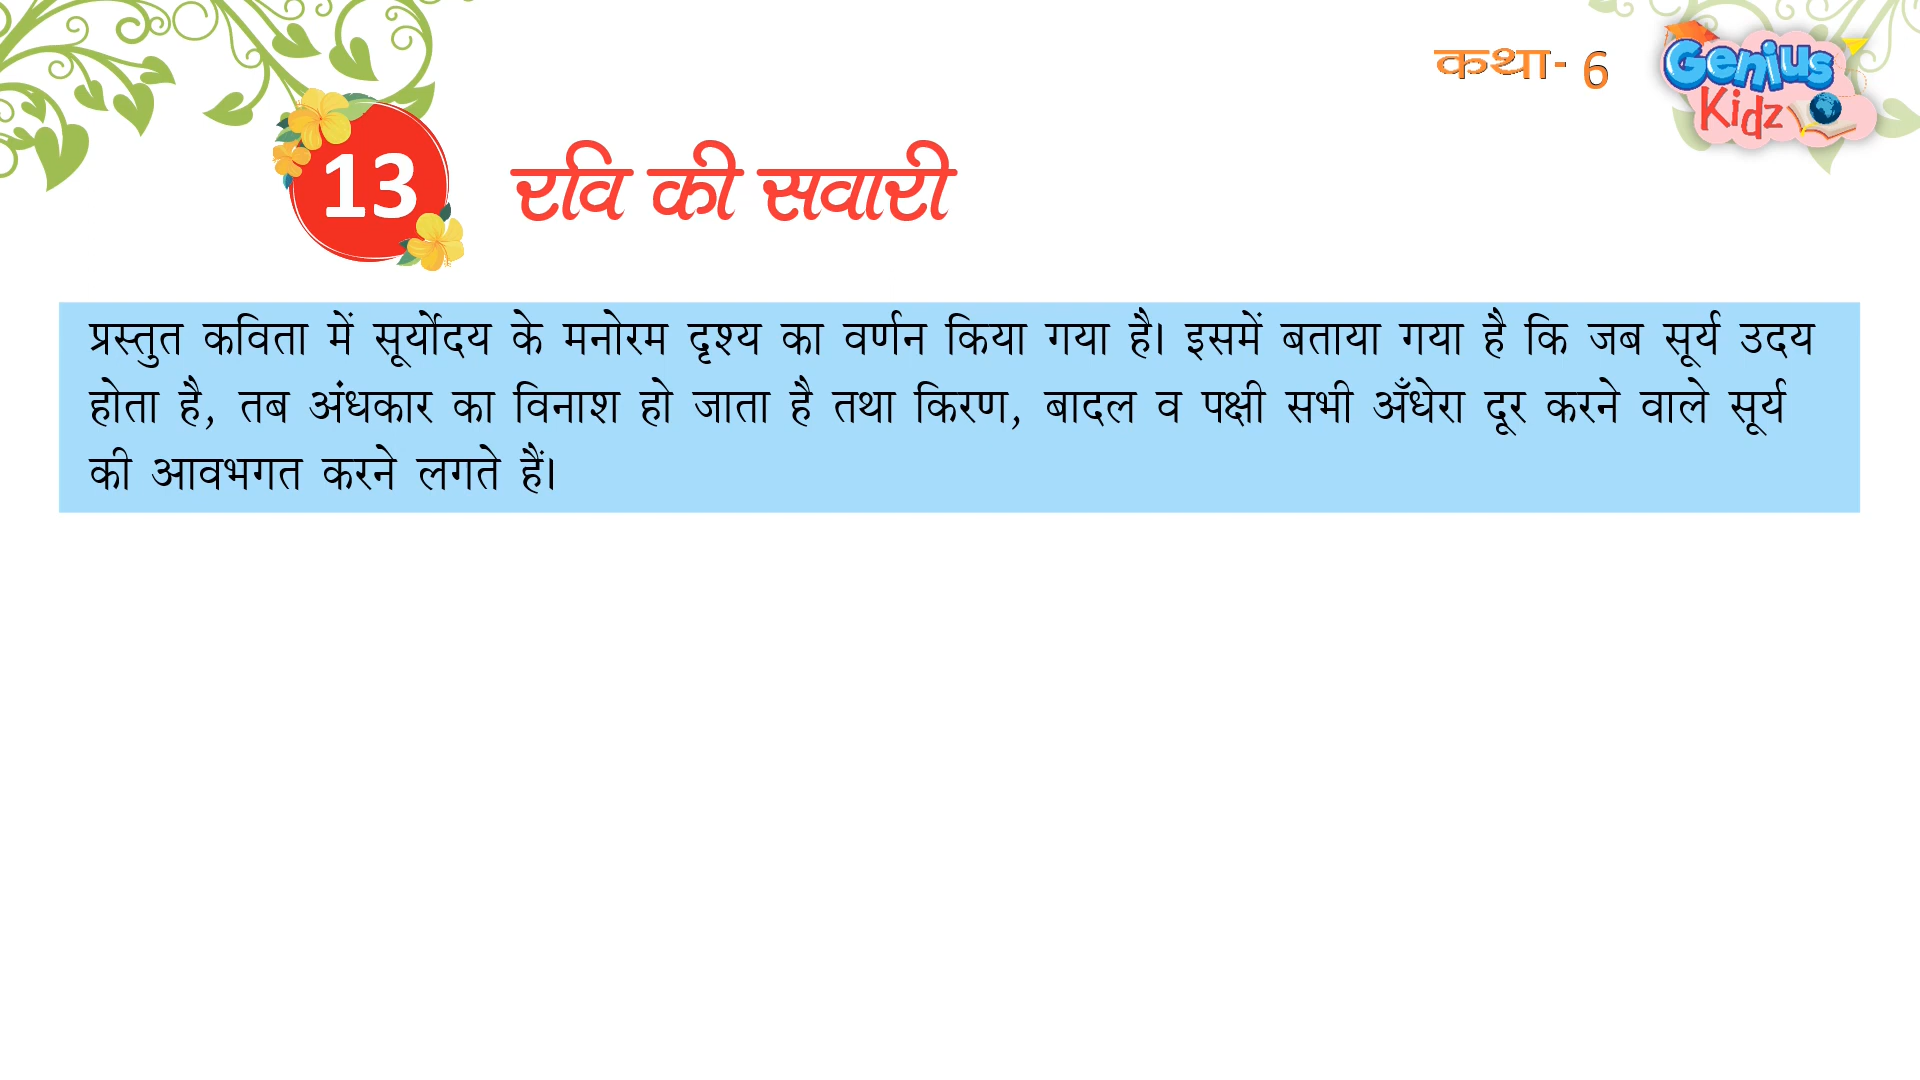 कथा- 6
Genius
Kidz
13
रवि की सवारी
प्रस्तुत कविता में सूर्योदय के मनोरम दृश्य का वर्णन किया गया है। इसमें बताया गया है कि जब सूर्य उदय
होता है, तब अंधकार का विनाश हो जाता है तथा किरण, बादल व पक्षी सभी अँधेरा दूर करने वाले सूर्य
की आवभगत करने लगते हैं।